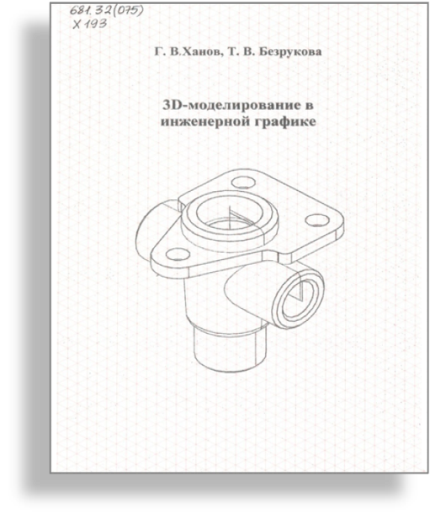 681.32(075)
Х 193
Г. В.Ханов, Т. В. Безрукова
3D-моделирование в
инженерной графике